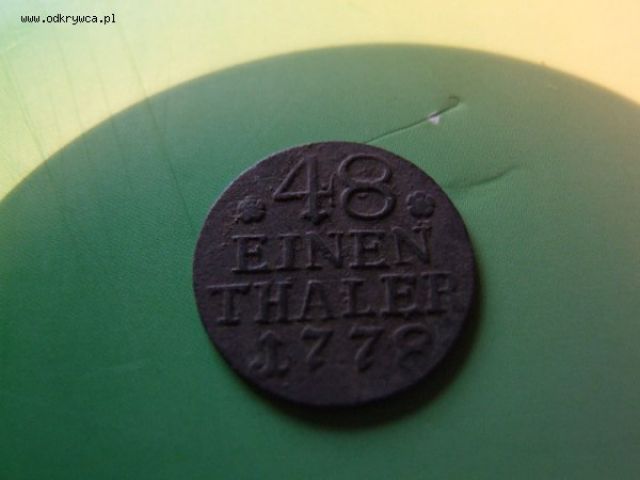 www.odkrywca.pl
48
EINEN
THALER
1778